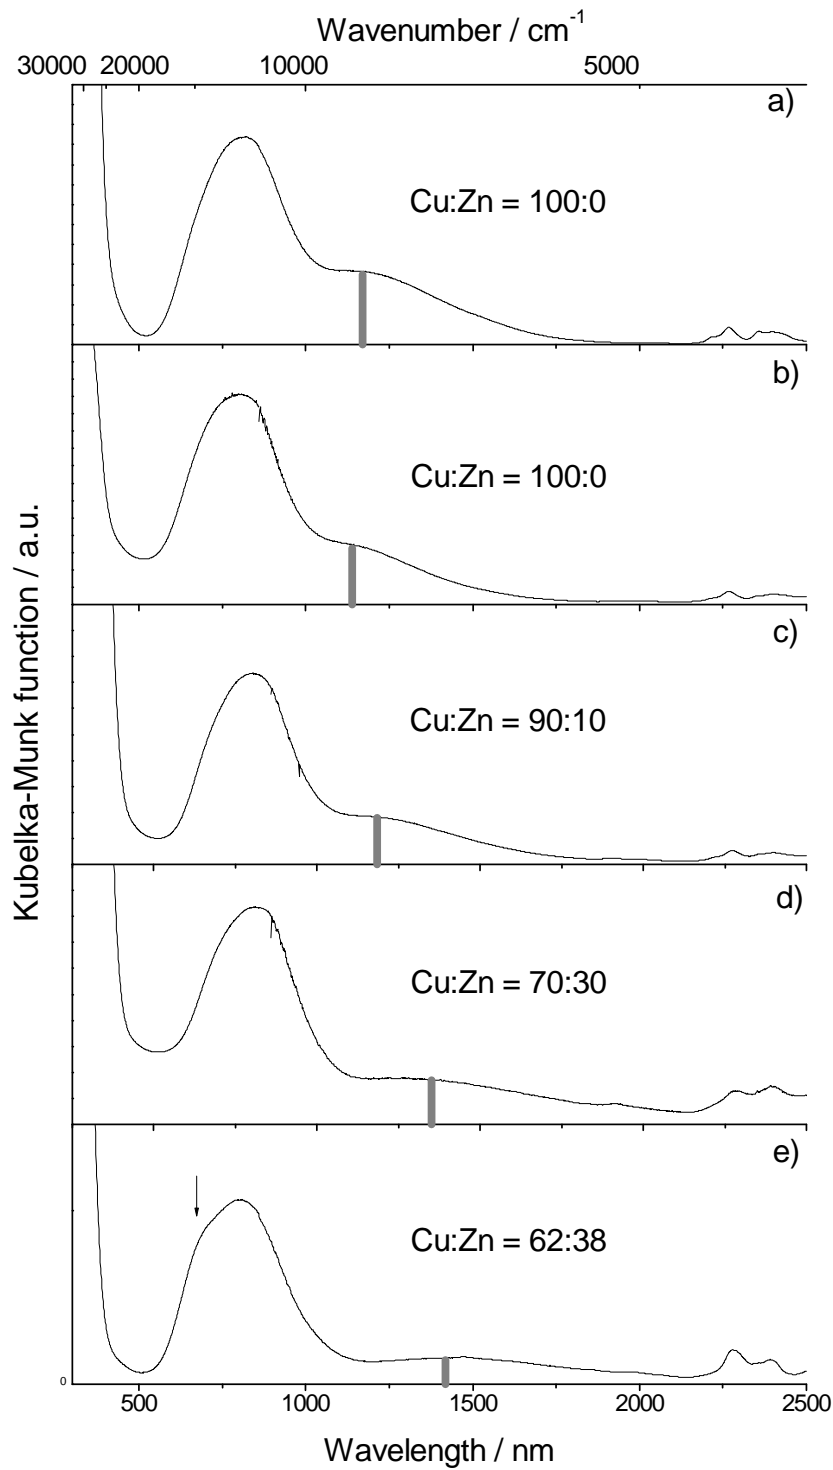 Wavenumber / cm⁻¹
30000 20000 10000 5000
a)
Cu:Zn = 100:0
b)
Cu:Zn = 100:0
c)
Cu:Zn = 90:10
d)
Cu:Zn = 70:30
e)
Cu:Zn = 62:38
Kubelka-Munk function / a.u.
0
500 1000 1500 2000 2500
Wavelength / nm